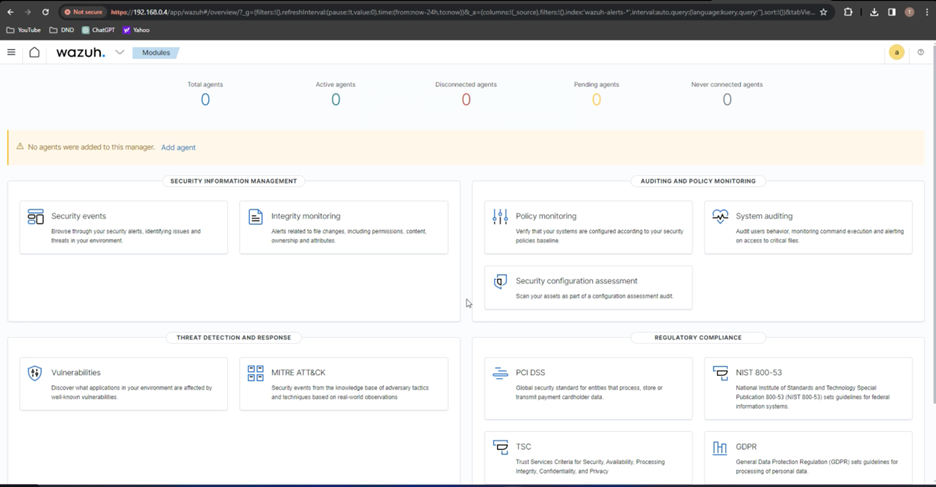 Not secure
https://192.168.0.4/app/wazuh#/overview/?_g=(filters:!(),refreshInterval:(pause:!t,value:0),time:(from:now-24h,to:now))&_a=(columns:!(_source),filters:!(),index:'wazuh-alerts-*',interval:auto,query:(language:kuery,query:''),sort:!())&tabView...
YouTube
DND
ChatGPT
Yahoo
wazuh.
Modules
a
Total agents
0
Active agents
0
Disconnected agents
0
Pending agents
0
Never connected agents
0
No agents were added to this manager. Add agent
SECURITY INFORMATION MANAGEMENT
Security events
Browse through your security alerts, identifying issues and
threats in your environment.
Integrity monitoring
Alerts related to file changes, including permissions, content,
ownership and attributes.
AUDITING AND POLICY MONITORING
Policy monitoring
Verify that your systems are configured according to your security
policies baseline.
System auditing
Audit users behavior, monitoring command execution and alerting
on access to critical files.
Security configuration assessment
Scan your assets as part of a configuration assessment audit.
THREAT DETECTION AND RESPONSE
Vulnerabilities
Discover what applications in your environment are affected by
well-known vulnerabilities.
MITRE ATT&CK
Security events from the knowledge base of adversary tactics
and techniques based on real-world observations
REGULATORY COMPLIANCE
PCI DSS
Global security standard for entities that process, store or
transmit payment cardholder data.
NIST 800-53
National Institute of Standards and Technology Special
Publication 800-53 (NIST 800-53) sets guidelines for federal
information systems.
TSC
Trust Services Criteria for Security, Availability, Processing
Integrity, Confidentiality, and Privacy
GDPR
General Data Protection Regulation (GDPR) sets guidelines for
processing of personal data.